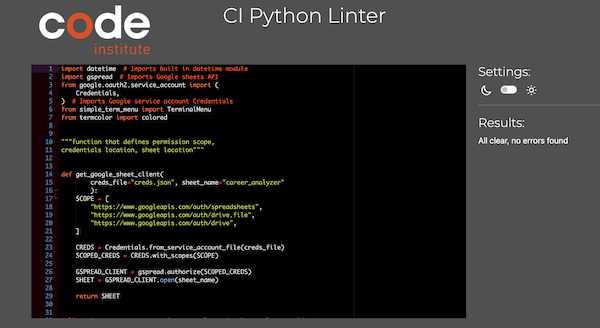 code
institute
CI Python Linter
1 import datetime # Imports built in datetime module
2 import gspread # Imports Google sheets API
3 from google.oauth2.service_account import (
4 Credentials,
5 ) # Imports Google service account Credentials
6 from simple_term_menu import TerminalMenu
7 from termcolor import colored
8
9
10 """function that defines permission scope,
11 credentials location, sheet location"""
12
13
14 def get_google_sheet_client(
15 creds_file="creds.json", sheet_name="career_analyzer"
16 ):
17 SCOPE = [
18 "https://www.googleapis.com/auth/spreadsheets",
19 "https://www.googleapis.com/auth/drive.file",
20 "https://www.googleapis.com/auth/drive",
21 ]
22
23 CREDS = Credentials.from_service_account_file(creds_file)
24 SCOPED_CREDS = CREDS.with_scopes(SCOPE)
25
26 GSPREAD_CLIENT = gspread.authorize(SCOPED_CREDS)
27 SHEET = GSPREAD_CLIENT.open(sheet_name)
28
29 return SHEET
30
31
Settings:
Results:
All clear, no errors found